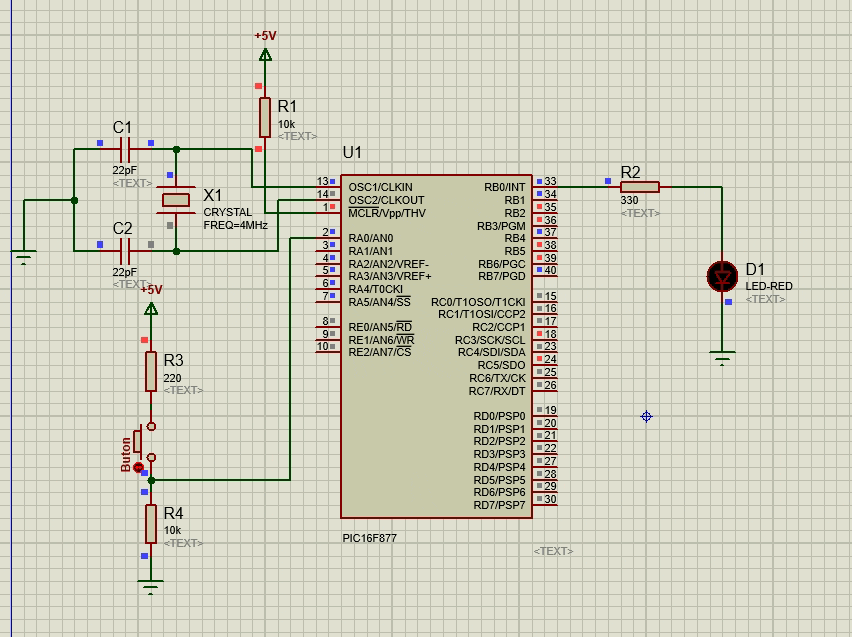 +5V
R1
10k
<TEXT>
C1
22pF
<TEXT>
X1
CRYSTAL
FREQ=4MHz
C2
22pF
<TEXT>
+5V
R3
220
<TEXT>
Buton
R4
10k
<TEXT>
U1
13 OSC1/CLKIN
14 OSC2/CLKOUT
1 MCLR/Vpp/THV
2 RA0/AN0
3 RA1/AN1
4 RA2/AN2/VREF-
5 RA3/AN3/VREF+
6 RA4/T0CKI
7 RA5/AN4/SS
8 RE0/AN5/RD
9 RE1/AN6/WR
10 RE2/AN7/CS
RB0/INT 33
RB1 34
RB2 35
RB3/PGM 36
RB4 37
RB5 38
RB6/PGC 39
RB7/PGD 40
RC0/T1OSO/T1CKI 15
RC1/T1OSI/CCP2 16
RC2/CCP1 17
RC3/SCK/SCL 18
RC4/SDI/SDA 23
RC5/SDO 24
RC6/TX/CK 25
RC7/RX/DT 26
RD0/PSP0 19
RD1/PSP1 20
RD2/PSP2 21
RD3/PSP3 22
RD4/PSP4 27
RD5/PSP5 28
RD6/PSP6 29
RD7/PSP7 30
PIC16F877
<TEXT>
R2
330
<TEXT>
D1
LED-RED
<TEXT>